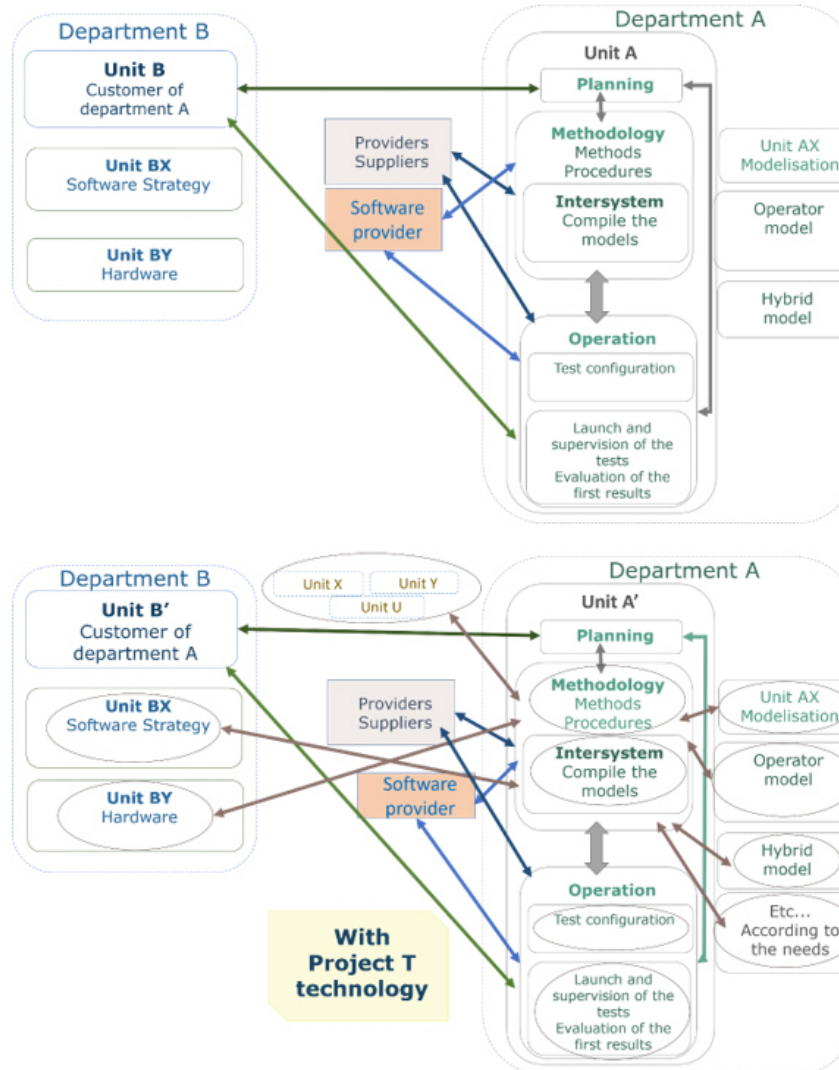 Department B
Unit B
Customer of
department A
Unit BX
Software Strategy
Unit BY
Hardware
Providers
Suppliers
Software
provider
Department A
Unit A
Planning
Methodology
Methods
Procedures
Intersystem
Compile the
models
Operation
Test configuration
Launch and
supervision of the
tests
Evaluation of the
first results
Unit AX
Modelisation
Operator
model
Hybrid
model
Department B
Unit B’
Customer of
department A
Unit BX
Software Strategy
Unit BY
Hardware
Unit X
Unit Y
Unit U
Providers
Suppliers
Software
provider
With
Project T
technology
Department A
Unit A’
Planning
Methodology
Methods
Procedures
Intersystem
Compile the
models
Operation
Test configuration
Launch and
supervision of the
tests
Evaluation of the
first results
Unit AX
Modelisation
Operator
model
Hybrid
model
Etc...
According to
the needs